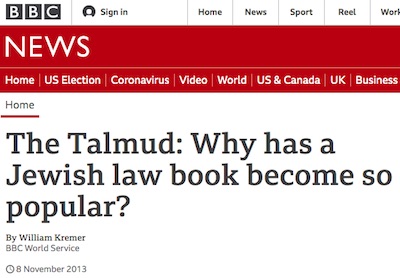 BBC Sign in Home News Sport Reel
NEWS
Home US Election Coronavirus Video World US & Canada UK Business
Home
The Talmud: Why has a
Jewish law book become so
popular?
By William Kremer
BBC World Service
8 November 2013